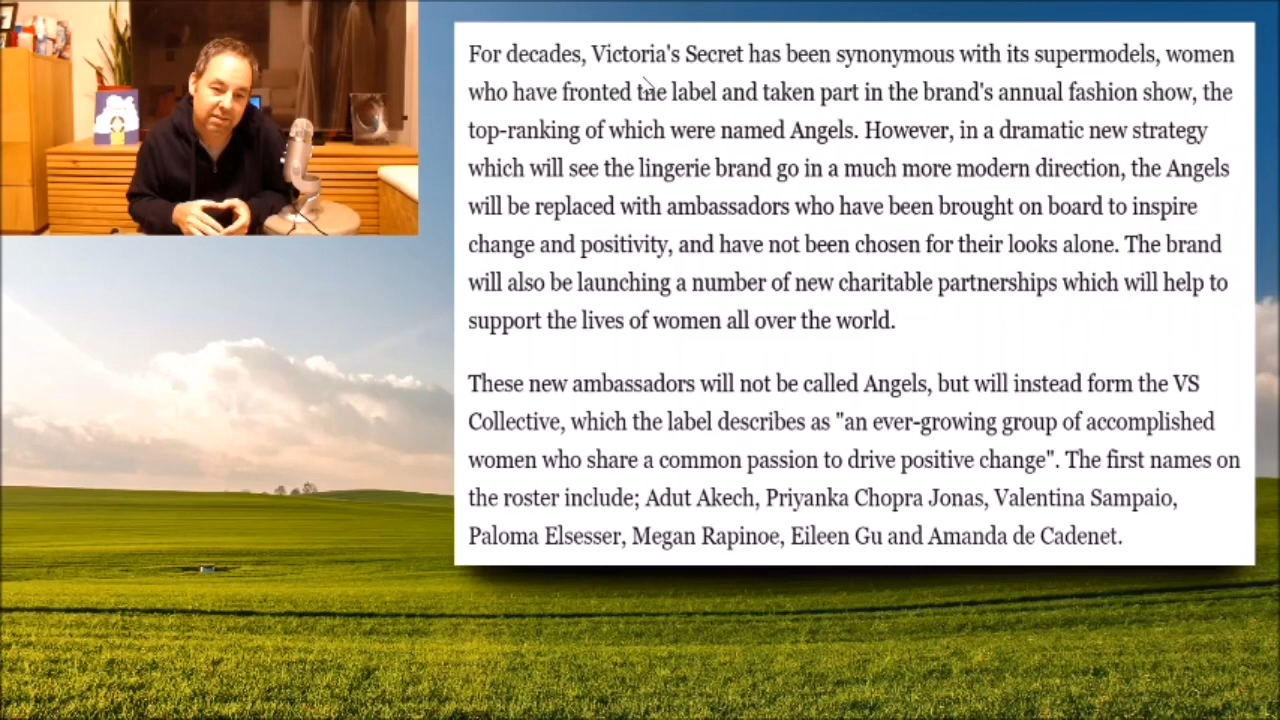 For decades, Victoria's Secret has been synonymous with its supermodels, women
who have fronted the label and taken part in the brand's annual fashion show, the
top-ranking of which were named Angels. However, in a dramatic new strategy
which will see the lingerie brand go in a much more modern direction, the Angels
will be replaced with ambassadors who have been brought on board to inspire
change and positivity, and have not been chosen for their looks alone. The brand
will also be launching a number of new charitable partnerships which will help to
support the lives of women all over the world.
These new ambassadors will not be called Angels, but will instead form the VS
Collective, which the label describes as "an ever-growing group of accomplished
women who share a common passion to drive positive change". The first names on
the roster include; Adut Akech, Priyanka Chopra Jonas, Valentina Sampaio,
Paloma Elsesser, Megan Rapinoe, Eileen Gu and Amanda de Cadenet.